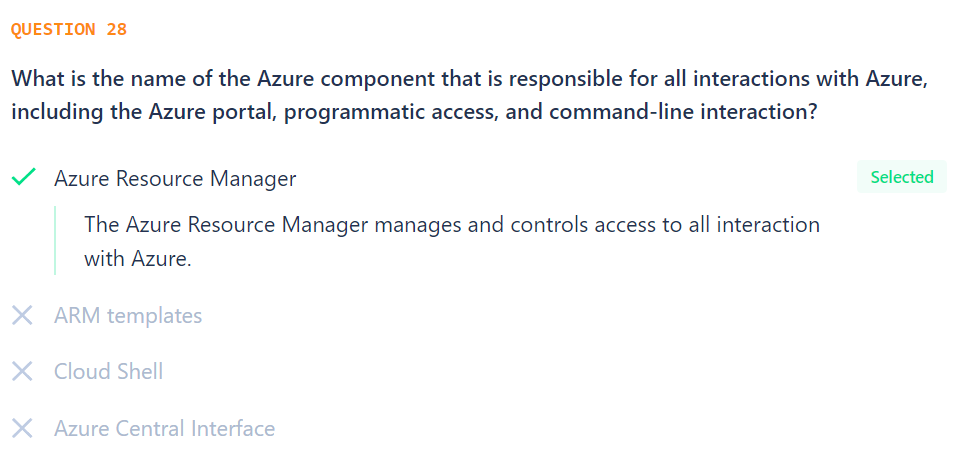 QUESTION 28
What is the name of the Azure component that is responsible for all interactions with Azure,
including the Azure portal, programmatic access, and command-line interaction?
Azure Resource Manager
Selected
The Azure Resource Manager manages and controls access to all interaction
with Azure.
ARM templates
Cloud Shell
Azure Central Interface